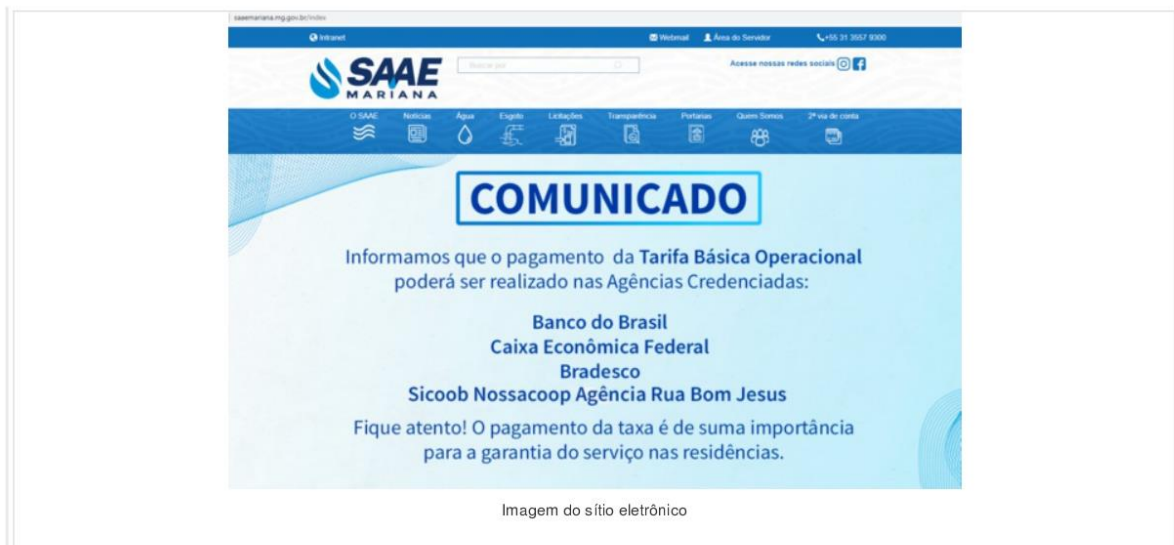 saaemariana.mg.gov.br/index
Intranet
Webmail
Área do Servidor
+55 31 3557 9300
SAAE
MARIANA
Buscar por
Acesse nossas redes sociais
O SAAE
Notícias
Água
Esgoto
Licitações
Transparência
Portarias
Quem Somos
2ª via de conta
COMUNICADO
Informamos que o pagamento da Tarifa Básica Operacional
poderá ser realizado nas Agências Credenciadas:
Banco do Brasil
Caixa Econômica Federal
Bradesco
Sicoob Nossacoop Agência Rua Bom Jesus
Fique atento! O pagamento da taxa é de suma importância
para a garantia do serviço nas residências.
Imagem do sítio eletrônico